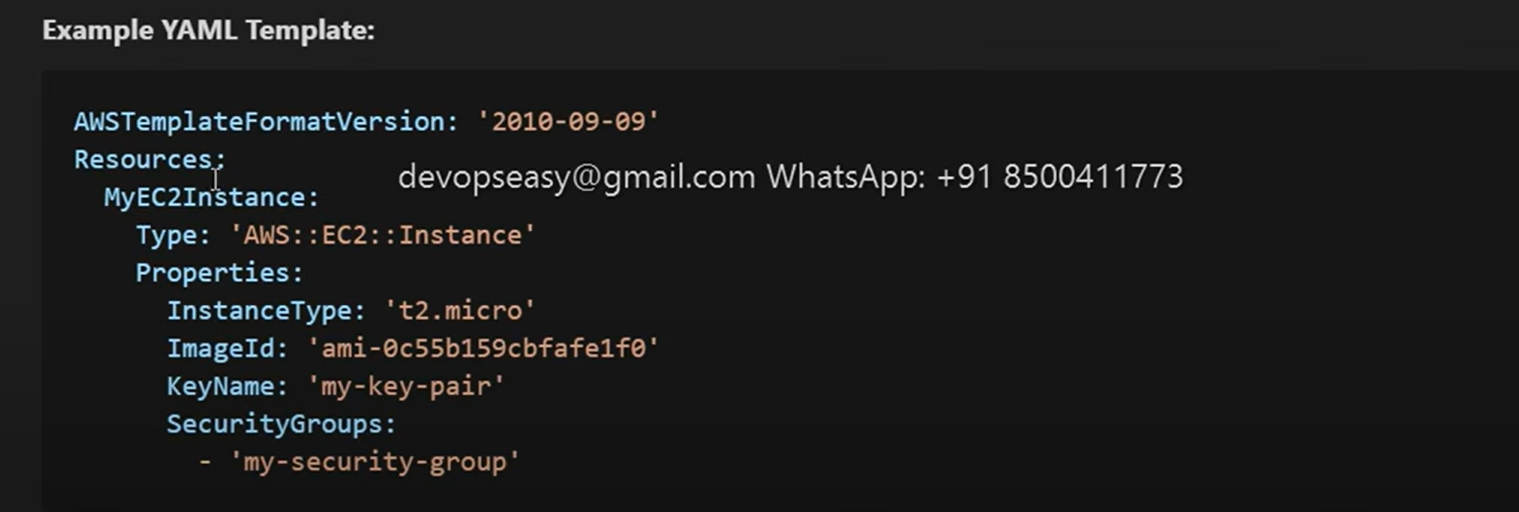 Example YAML Template:
AWSTemplateFormatVersion: '2010-09-09'
Resources:
devopseasy@gmail.com WhatsApp: +91 8500411773
  MyEC2Instance:
    Type: 'AWS::EC2::Instance'
    Properties:
      InstanceType: 't2.micro'
      ImageId: 'ami-0c55b159cbfafe1f0'
      KeyName: 'my-key-pair'
      SecurityGroups:
        - 'my-security-group'